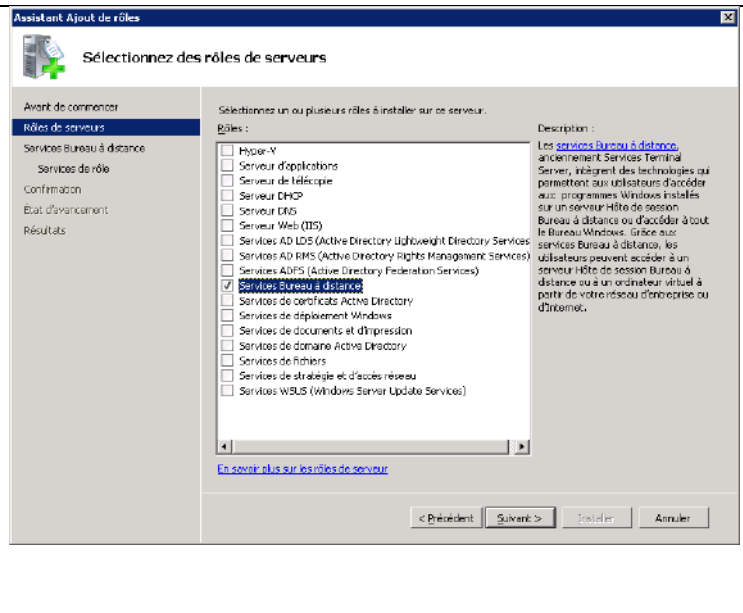 Assistant Ajout de rôles
Sélectionnez des rôles de serveurs
Avant de commencer
Rôles de serveurs
Services Bureau à distance
Services de rôle
Confirmation
État d'avancement
Résultats
Sélectionnez un ou plusieurs rôles à installer sur ce serveur.
Rôles :
Hyper-V
Serveur d'applications
Serveur de télécopie
Serveur DHCP
Serveur DNS
Serveur Web (IIS)
Services AD LDS (Active Directory Lightweight Directory Services
Services AD RMS (Active Directory Rights Management Services)
Services ADFS (Active Directory Federation Services)
Services Bureau à distance
Services de certificats Active Directory
Services de déploiement Windows
Services de documents et d'impression
Services de domaine Active Directory
Services de fichiers
Services de stratégie et d'accès réseau
Services WSUS (Windows Server Update Services)
En savoir plus sur les rôles de serveur
Description :
Les services Bureau à distance,
anciennement Services Terminal
Server, intègrent des technologies qui
permettent aux utilisateurs d'accéder
aux programmes Windows installés
sur un serveur Hôte de session
Bureau à distance ou d'accéder à tout
le Bureau Windows. Grâce aux
services Bureau à distance, les
utilisateurs peuvent accéder à un
serveur Hôte de session Bureau à
distance ou à un ordinateur virtuel à
partir de votre réseau d'entreprise ou
d'Internet.
< Précédent
Suivant >
Installer
Annuler